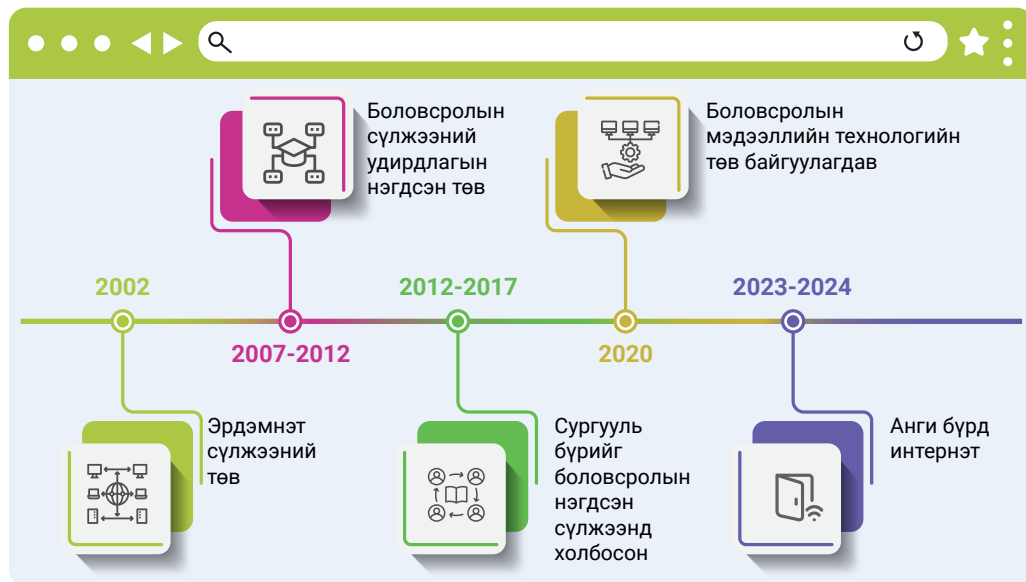 Боловсролын
сүлжээний
удирдлагын
нэгдсэн төв
Боловсролын
мэдээллийн технологийн
төв байгуулагдав
2002
2012-2017
2023-2024
2007-2012
2020
Эрдэмнэт
сүлжээний
төв
Сургууль
бүрийг
боловсролын
нэгдсэн
сүлжээнд
холбосон
Анги бүрд
интернэт